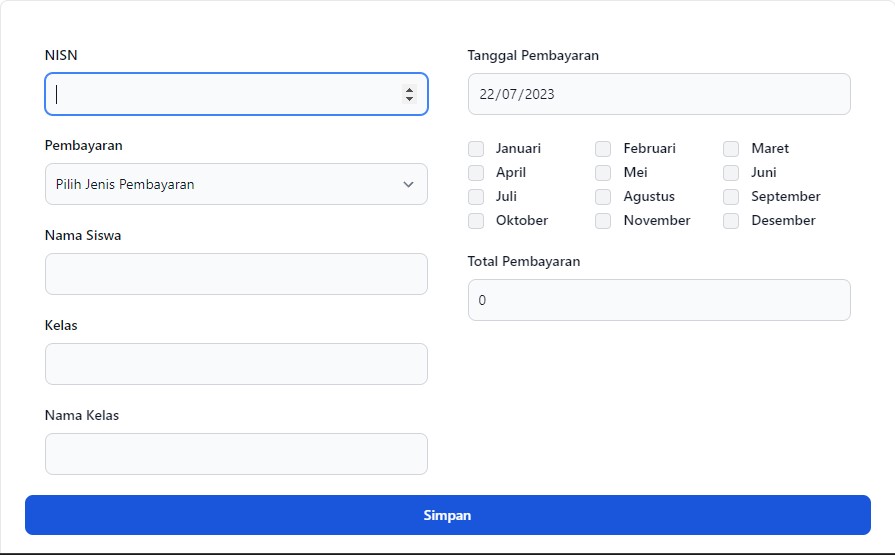 NISN
Pembayaran
Pilih Jenis Pembayaran
Nama Siswa
Kelas
Nama Kelas
Tanggal Pembayaran
22/07/2023
Januari Februari Maret
April Mei Juni
Juli Agustus September
Oktober November Desember
Total Pembayaran
0
Simpan